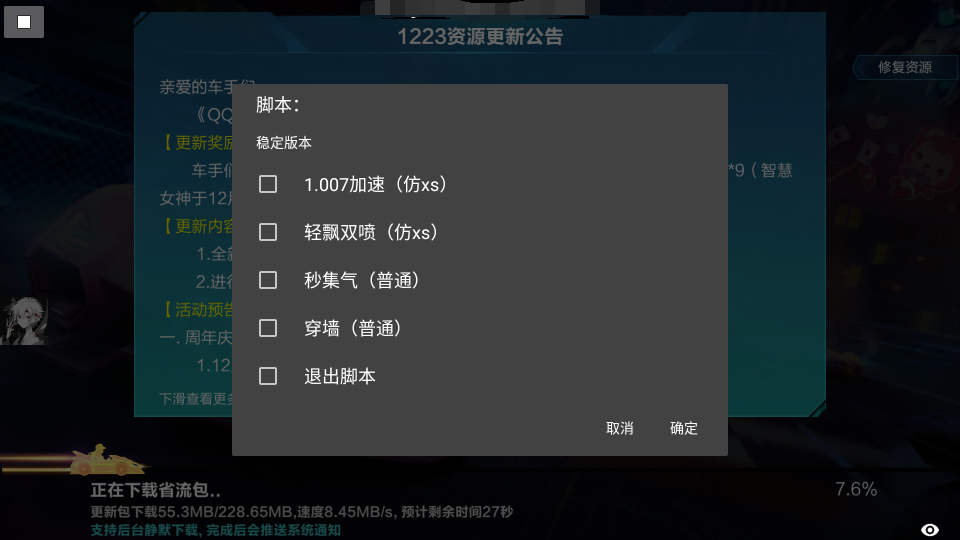 1223资源更新公告
修复资源
亲爱的车手们
《QQ
【更新奖励
车手们
*9（智慧
女神于12月
【更新内容
1.全新
2.进行
【活动预告
一. 周年庆
1.12
下滑查看更多
脚本：
稳定版本
1.007加速（仿xs）
轻飘双喷（仿xs）
秒集气（普通）
穿墙（普通）
退出脚本
取消
确定
正在下载省流包..
7.6%
更新包下载55.3MB/228.65MB,速度8.45MB/s, 预计剩余时间27秒
支持后台静默下载, 完成后会推送系统通知